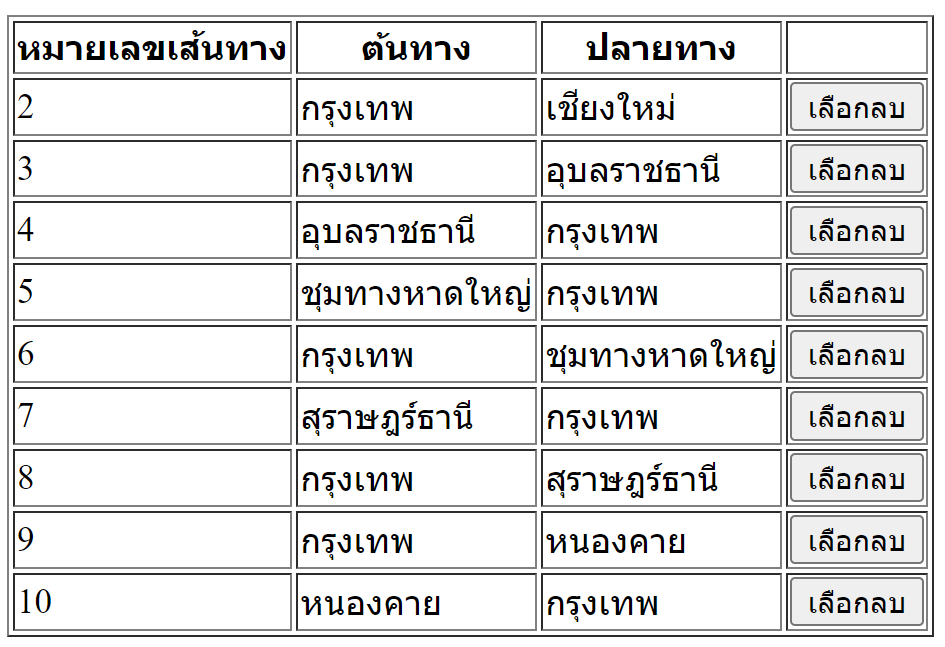 หมายเลขเส้นทาง ต้นทาง ปลายทาง
2 กรุงเทพ เชียงใหม่ เลือกลบ
3 กรุงเทพ อุบลราชธานี เลือกลบ
4 อุบลราชธานี กรุงเทพ เลือกลบ
5 ชุมทางหาดใหญ่ กรุงเทพ เลือกลบ
6 กรุงเทพ ชุมทางหาดใหญ่ เลือกลบ
7 สุราษฎร์ธานี กรุงเทพ เลือกลบ
8 กรุงเทพ สุราษฎร์ธานี เลือกลบ
9 กรุงเทพ หนองคาย เลือกลบ
10 หนองคาย กรุงเทพ เลือกลบ